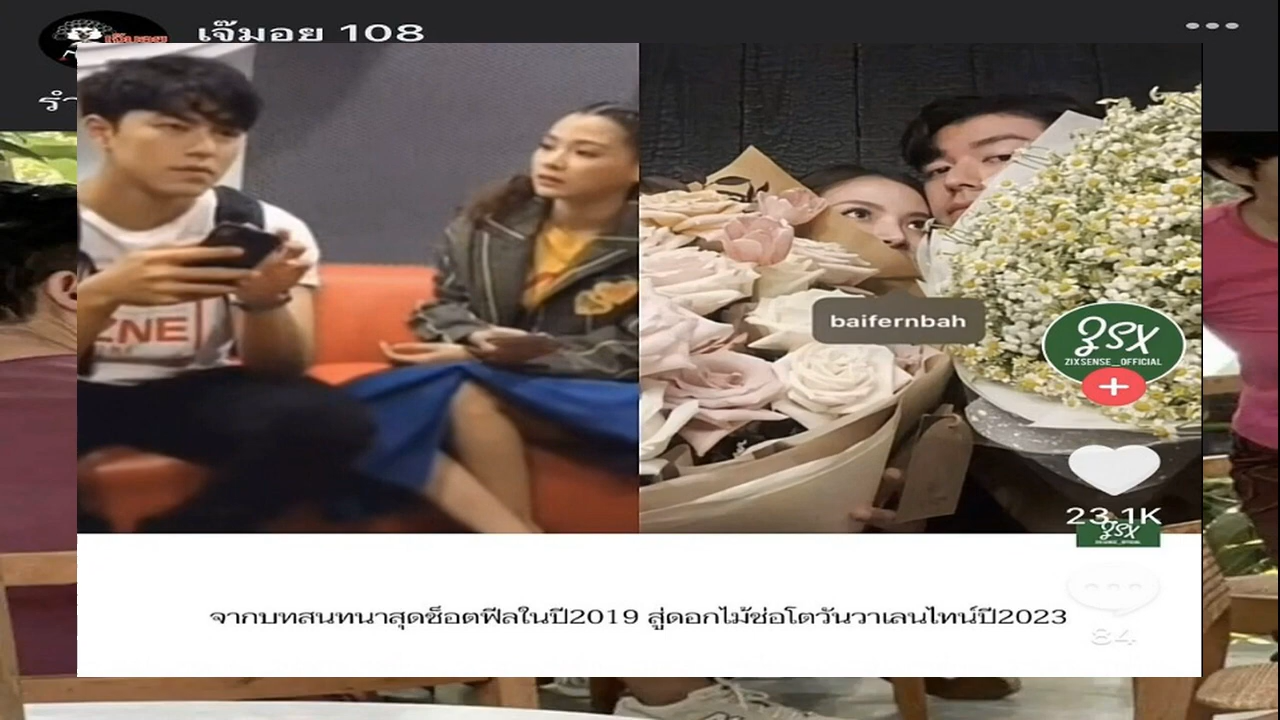 เจ๊มอย 108
รำ
ZNE
baifernbah
ZSX
ZIXSENSE_OFFICIAL
23.1K
ZSX
จากบทสนทนาสุดช็อตฟีลในปี2019 สู่ดอกไม้ช่อโตวันวาเลนไทน์ปี2023
84